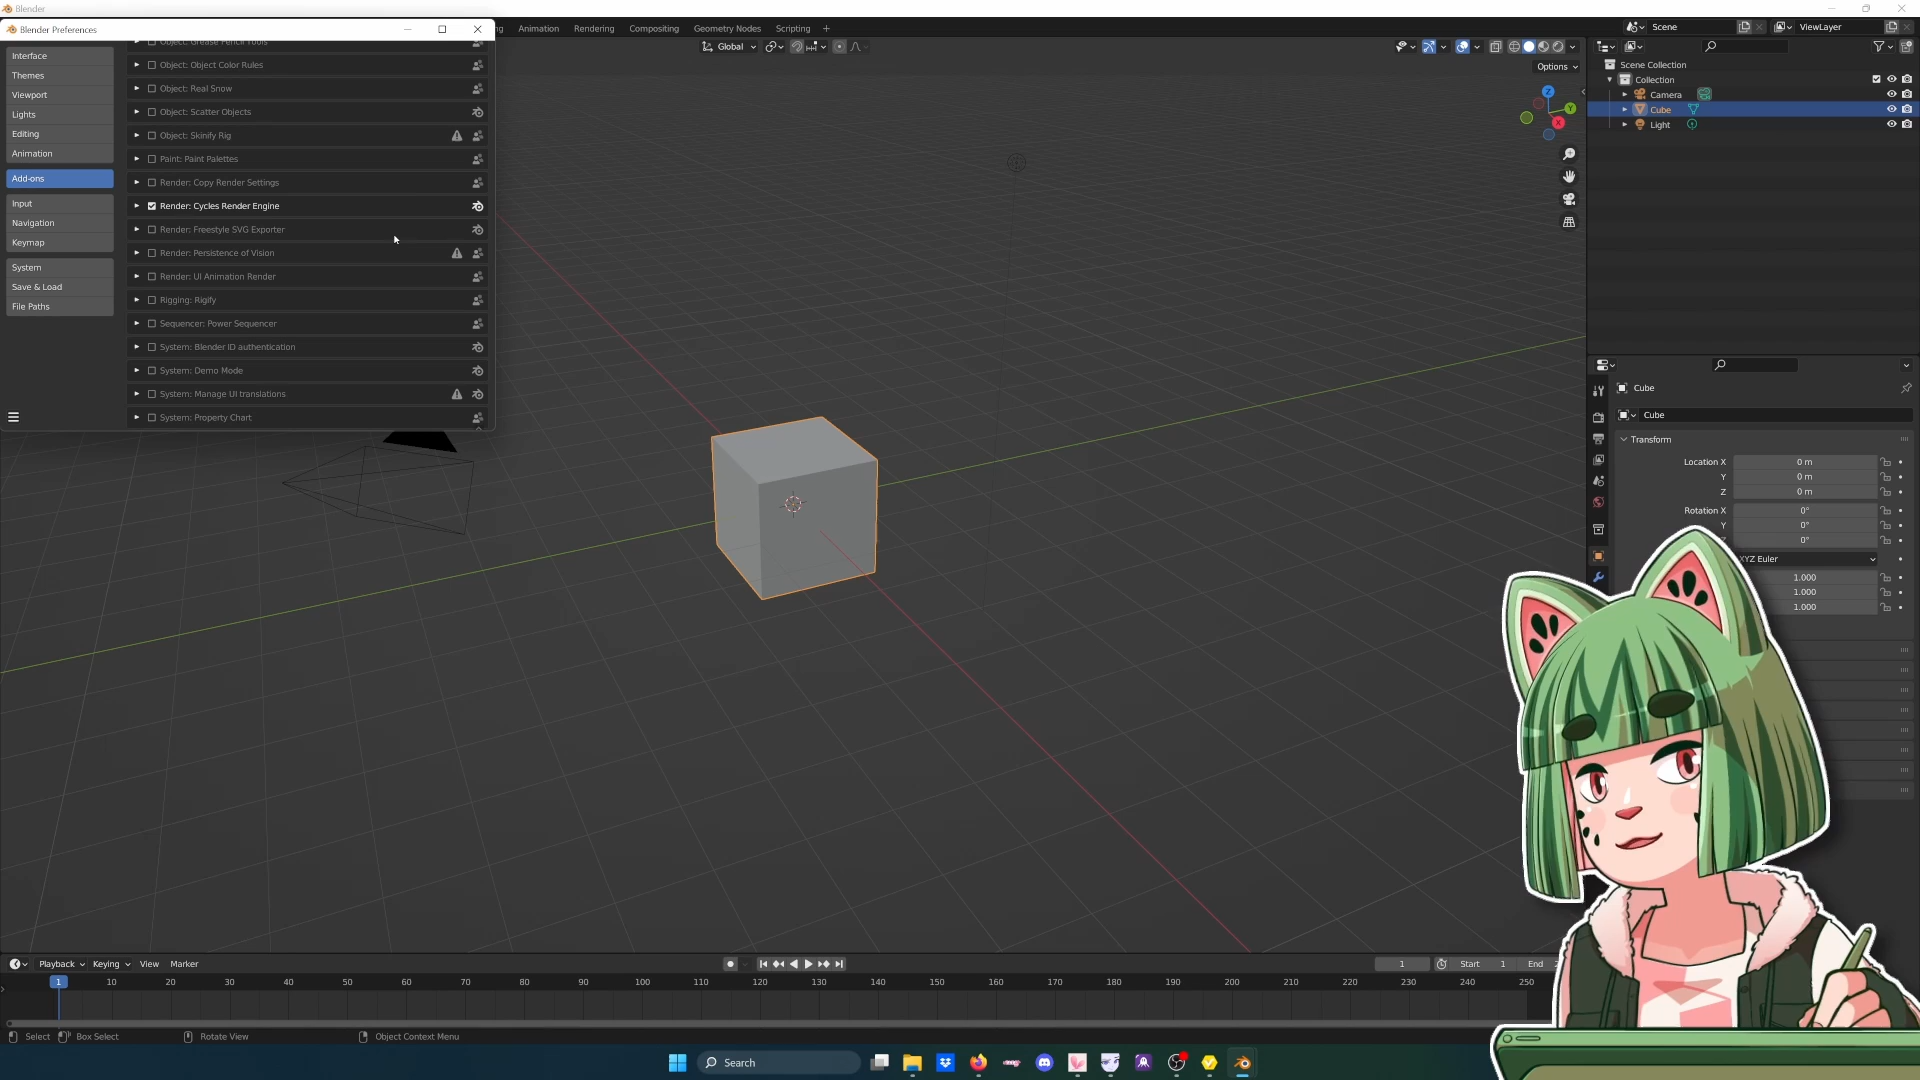 Blender
Blender Preferences
Interface
Themes
Viewport
Lights
Editing
Animation
Add-ons
Input
Navigation
Keymap
System
Save & Load
File Paths
Object: Grease Pencil Tools
Object: Object Color Rules
Object: Real Snow
Object: Scatter Objects
Object: Skinify Rig
Paint: Paint Palettes
Render: Copy Render Settings
Render: Cycles Render Engine
Render: Freestyle SVG Exporter
Render: Persistence of Vision
Render: UI Animation Render
Rigging: Rigify
Sequencer: Power Sequencer
System: Blender ID authentication
System: Demo Mode
System: Manage UI translations
System: Property Chart
Animation Rendering Compositing Geometry Nodes Scripting +
Scene ViewLayer
Global
Options
Z
Y
X
Scene Collection
Collection
Camera
Cube
Light
Cube
Cube
Transform
Location X 0 m
Y 0 m
Z 0 m
Rotation X 0°
Y 0°
0°
XYZ Euler
1.000
1.000
1.000
Playback Keying View Marker
1 Start 1 End
1 10 20 30 40 50 60 70 80 90 100 110 120 130 140 150 160 170 180 190 200 210 220 230 240 250
Select Box Select Rotate View Object Context Menu
Search